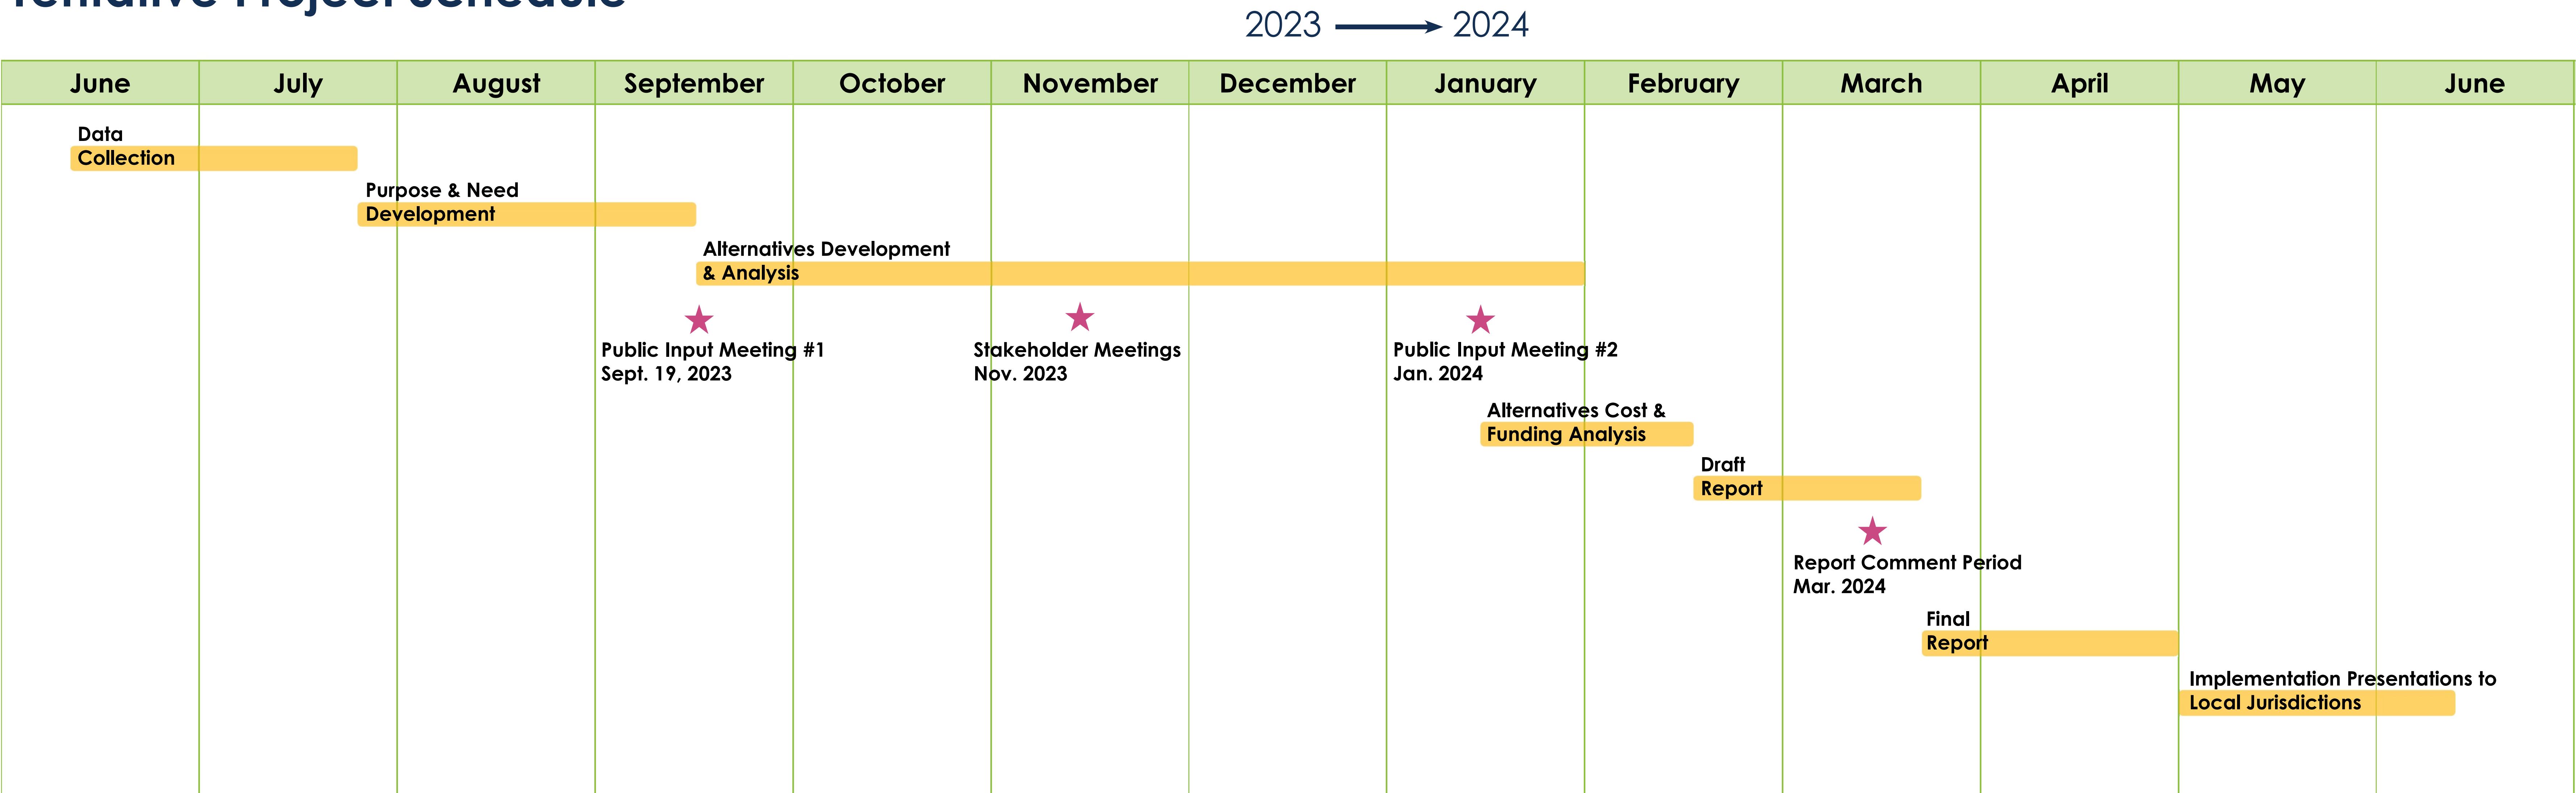 Tentative Project Schedule
2023 2024
June July August September October November December January February March April May June
Data
Collection
Purpose & Need
Development
Alternatives Development
& Analysis
Public Input Meeting #1
Sept. 19, 2023
Stakeholder Meetings
Nov. 2023
Public Input Meeting #2
Jan. 2024
Alternatives Cost &
Funding Analysis
Draft
Report
Report Comment Period
Mar. 2024
Final
Report
Implementation Presentations to
Local Jurisdictions